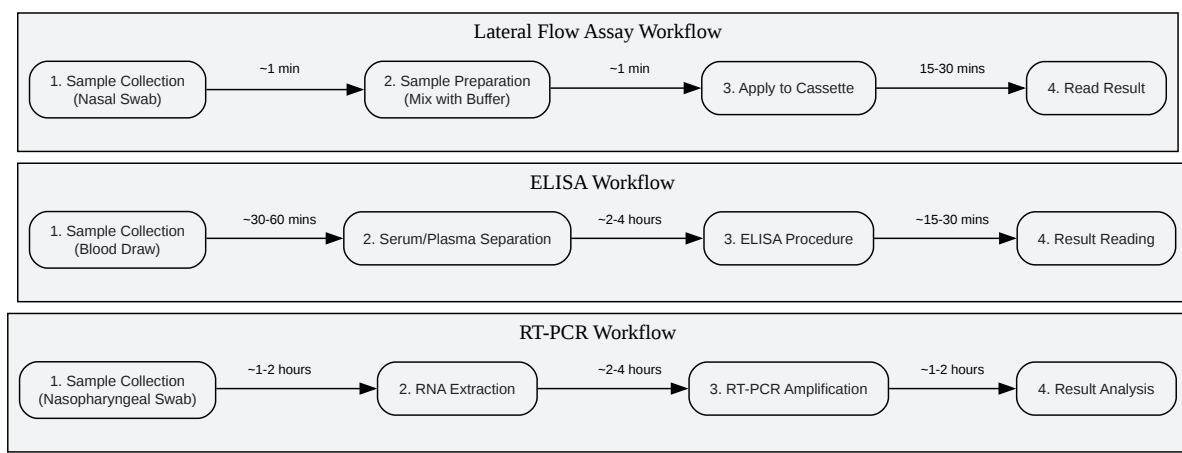 Lateral Flow Assay Workflow
1. Sample Collection
(Nasal Swab)
~1 min
2. Sample Preparation
(Mix with Buffer)
~1 min
3. Apply to Cassette
15-30 mins
4. Read Result
ELISA Workflow
1. Sample Collection
(Blood Draw)
~30-60 mins
2. Serum/Plasma Separation
~2-4 hours
3. ELISA Procedure
~15-30 mins
4. Result Reading
RT-PCR Workflow
1. Sample Collection
(Nasopharyngeal Swab)
~1-2 hours
2. RNA Extraction
~2-4 hours
3. RT-PCR Amplification
~1-2 hours
4. Result Analysis